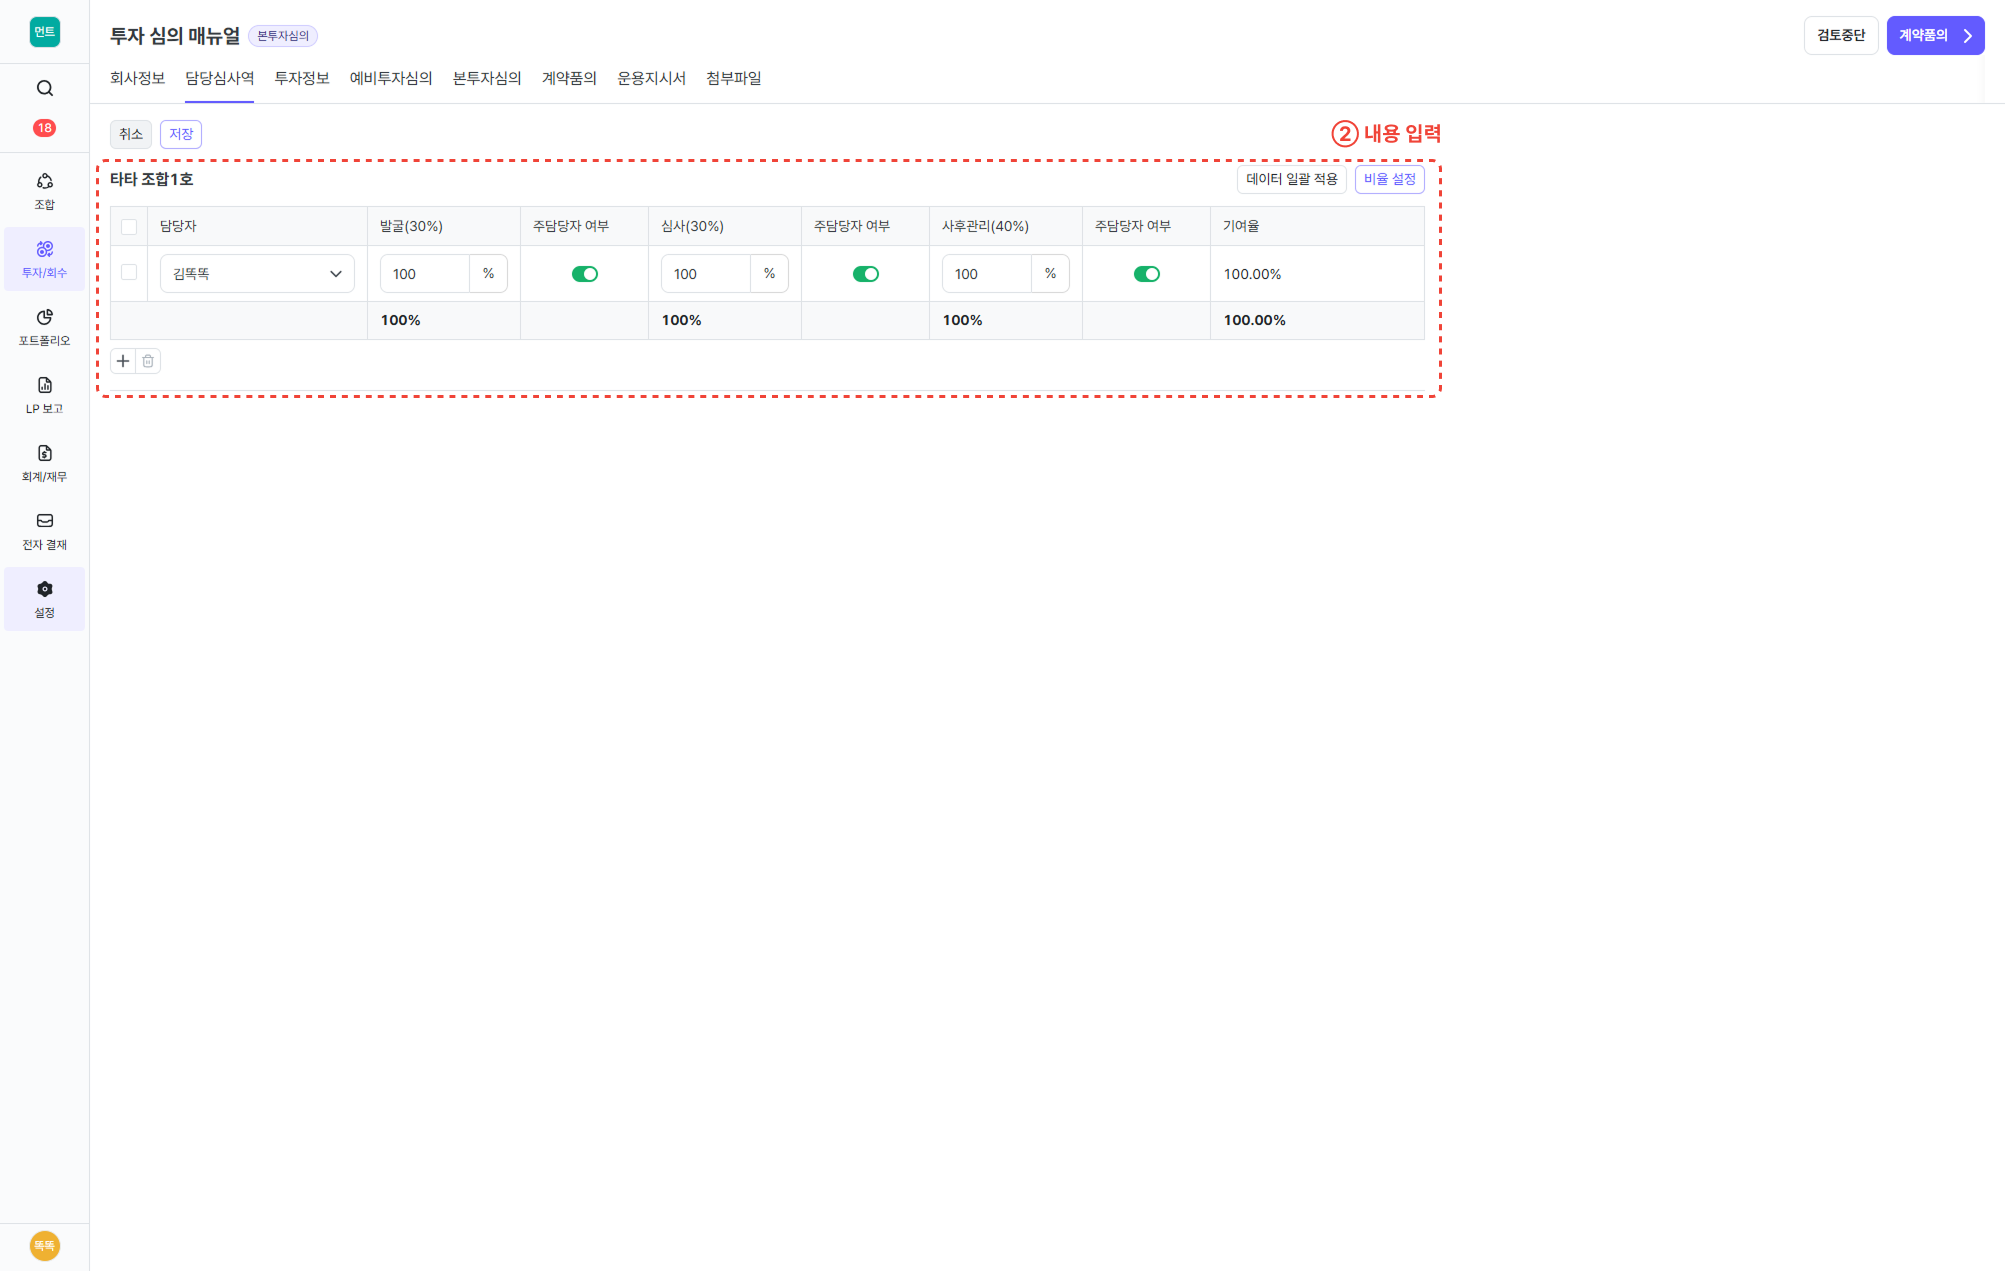 먼트
18
조합
투자/회수
포트폴리오
LP 보고
회계/재무
전자 결재
설정
똑똑
투자 심의 매뉴얼 본투자심의
검토중단 계약품의
회사정보 담당심사역 투자정보 예비투자심의 본투자심의 계약품의 운용지시서 첨부파일
취소 저장
② 내용 입력
타타 조합1호
데이터 일괄 적용 비율 설정
담당자 발굴(30%) 주담당자 여부 심사(30%) 주담당자 여부 사후관리(40%) 주담당자 여부 기여율
김똑똑 100 % 100 % 100 % 100.00%
100% 100% 100% 100.00%